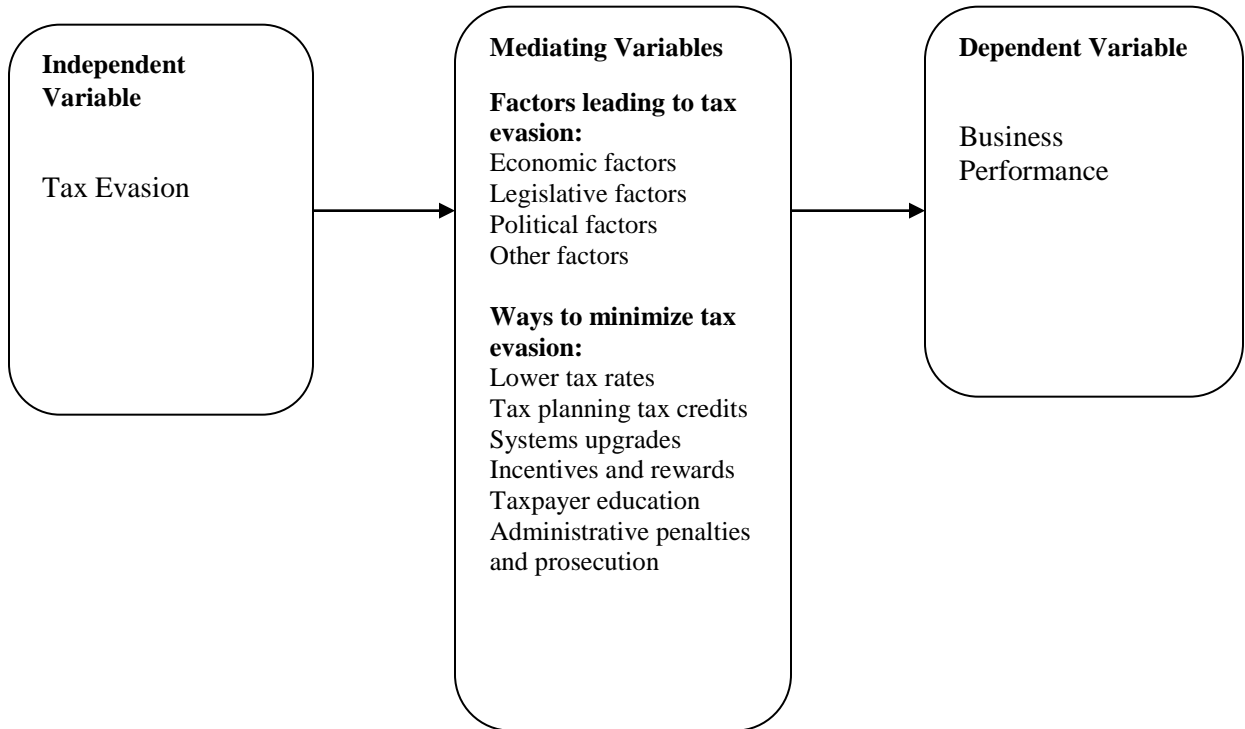 Independent
Variable
Tax Evasion
Mediating Variables
Factors leading to tax
evasion:
Economic factors
Legislative factors
Political factors
Other factors
Ways to minimize tax
evasion:
Lower tax rates
Tax planning tax credits
Systems upgrades
Incentives and rewards
Taxpayer education
Administrative penalties
and prosecution
Dependent Variable
Business
Performance